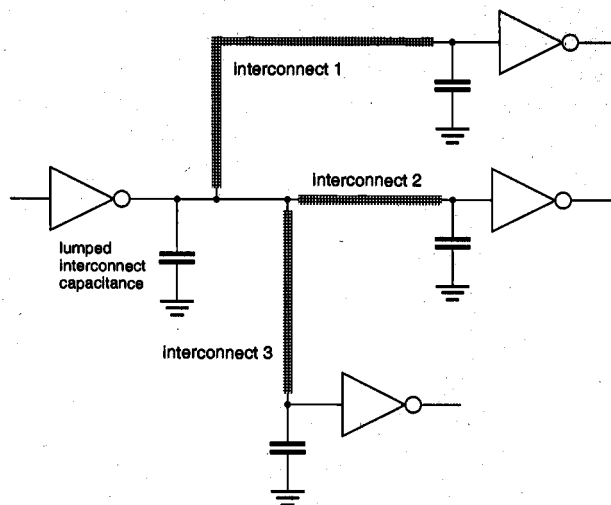 interconnect 1
interconnect 2
lumped
interconnect
capacitance
interconnect 3